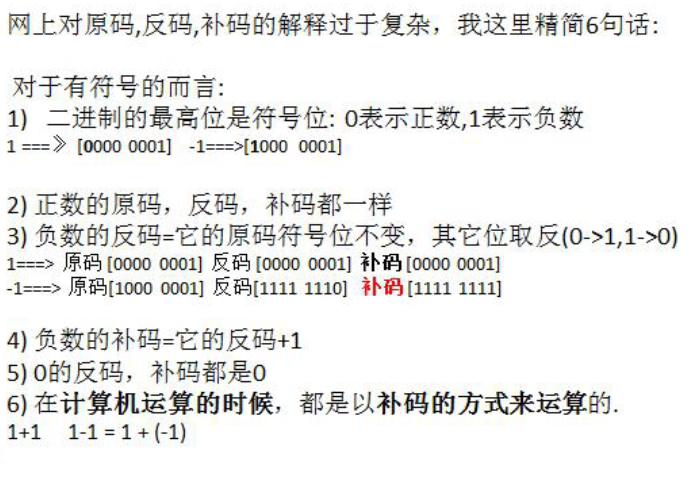 网上对原码,反码,补码的解释过于复杂，我这里精简6句话:
对于有符号的而言:
1) 二进制的最高位是符号位: 0表示正数,1表示负数
1 ===》 [0000 0001] -1===>[1000 0001]
2) 正数的原码，反码，补码都一样
3) 负数的反码=它的原码符号位不变，其它位取反(0->1,1->0)
1===> 原码 [0000 0001] 反码 [0000 0001] 补码 [0000 0001]
-1===> 原码[1000 0001] 反码[1111 1110] 补码 [1111 1111]
4) 负数的补码=它的反码+1
5) 0的反码，补码都是0
6) 在计算机运算的时候，都是以补码的方式来运算的.
1+1 1-1 = 1 + (-1)